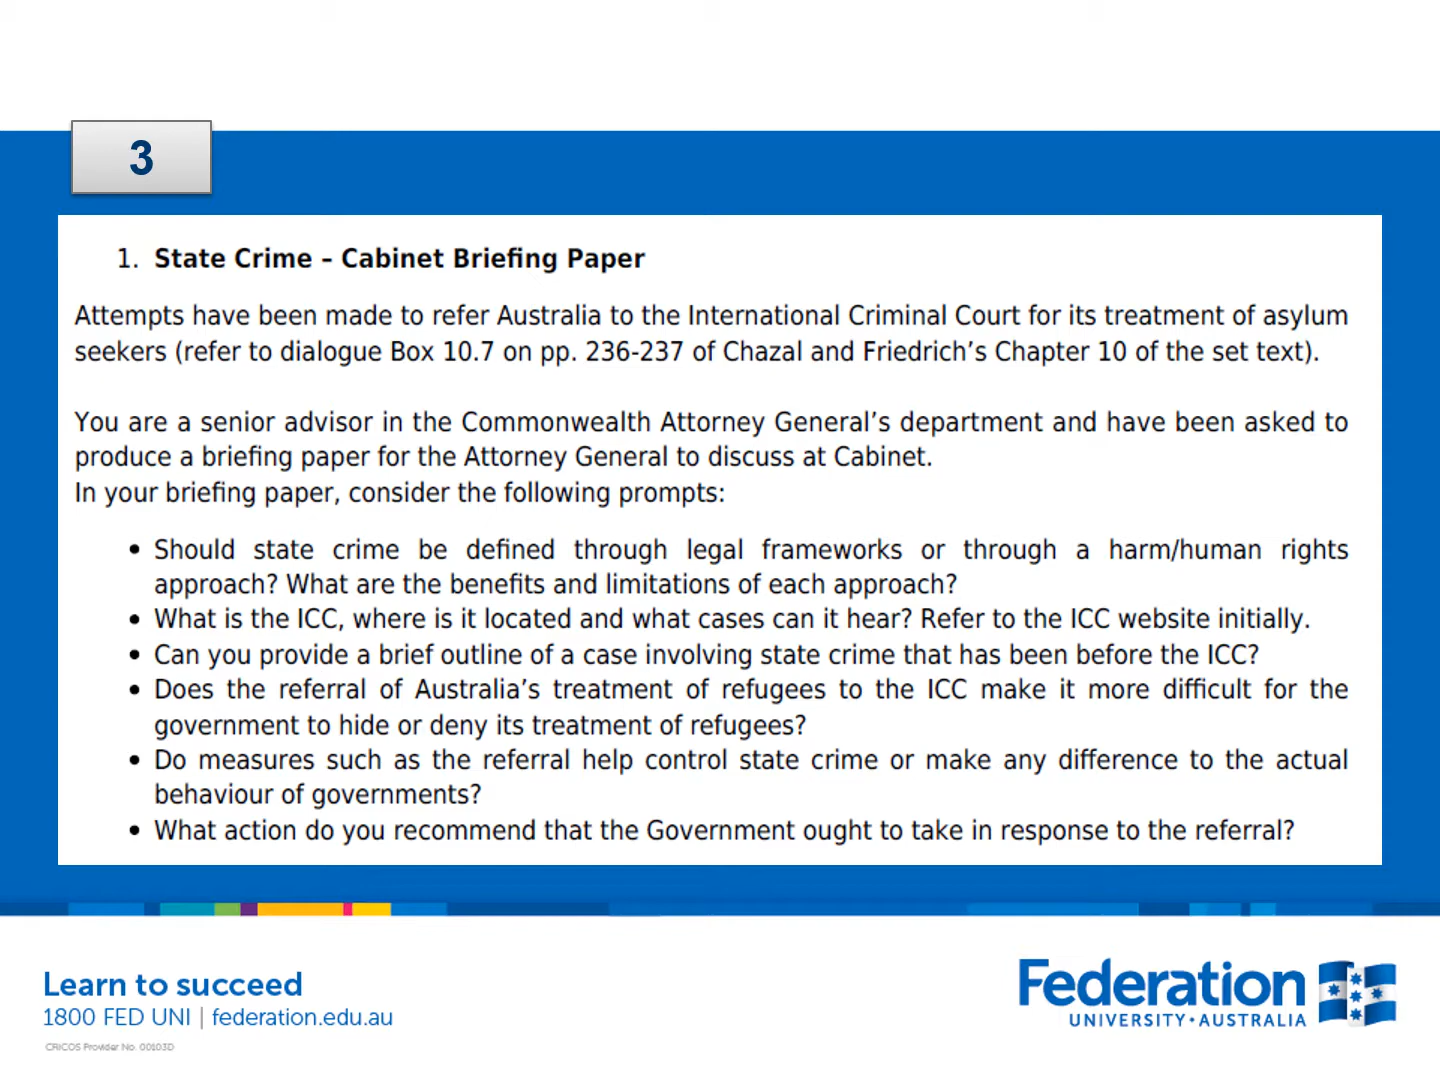 3
1. State Crime – Cabinet Briefing Paper
Attempts have been made to refer Australia to the International Criminal Court for its treatment of asylum
seekers (refer to dialogue Box 10.7 on pp. 236-237 of Chazal and Friedrich’s Chapter 10 of the set text).
You are a senior advisor in the Commonwealth Attorney General’s department and have been asked to
produce a briefing paper for the Attorney General to discuss at Cabinet.
In your briefing paper, consider the following prompts:
• Should state crime be defined through legal frameworks or through a harm/human rights
approach? What are the benefits and limitations of each approach?
• What is the ICC, where is it located and what cases can it hear? Refer to the ICC website initially.
• Can you provide a brief outline of a case involving state crime that has been before the ICC?
• Does the referral of Australia’s treatment of refugees to the ICC make it more difficult for the
government to hide or deny its treatment of refugees?
• Do measures such as the referral help control state crime or make any difference to the actual
behaviour of governments?
• What action do you recommend that the Government ought to take in response to the referral?
Learn to succeed
1800 FED UNI | federation.edu.au
CRICOS Provider No. 00103D
Federation
UNIVERSITY • AUSTRALIA